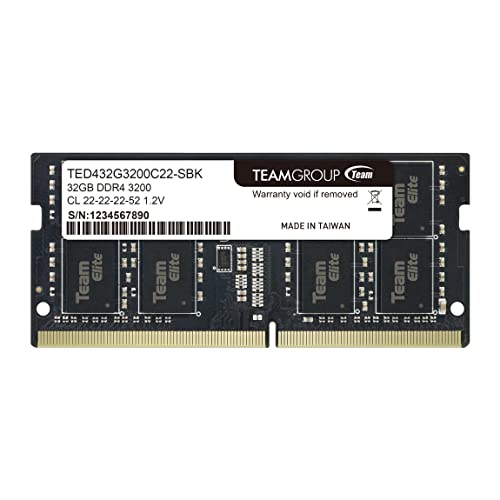 TED432G3200C22-SBK
32GB DDR4 3200
CL 22-22-22-52 1.2V
S/N:1234567890
TEAMGROUP Team
Warranty void if removed
MADE IN TAIWAN
Team
Elite
Team
Elite
Team
Elite
Team
Elite